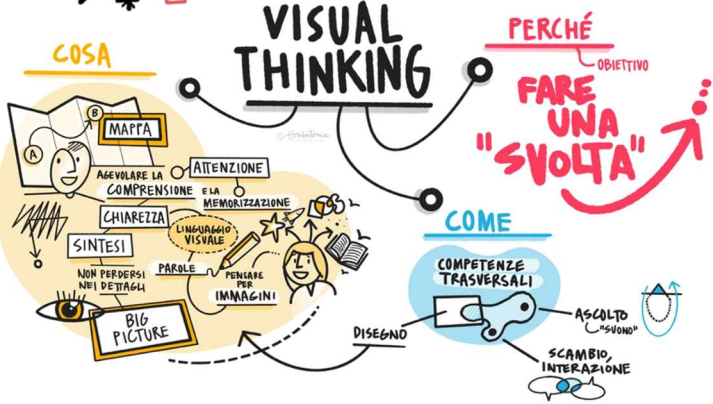 VISUAL
THINKING
COSA
B
MAPPA
A
AGEVOLARE LA
COMPRENSIONE
ATTENZIONE
E LA
MEMORIZZAZIONE
CHIAREZZA
LINGUAGGIO
VISUALE
SINTESI
NON PERDERSI
NEI DETTAGLI
PAROLE
PENSARE
PER
IMMAGINI
BIG
PICTURE
PERCHÉ
OBIETTIVO
FARE
UNA
"SVOLTA"
COME
COMPETENZE
TRASVERSALI
DISEGNO
ASCOLTO
"SUONO"
SCAMBIO,
INTERAZIONE